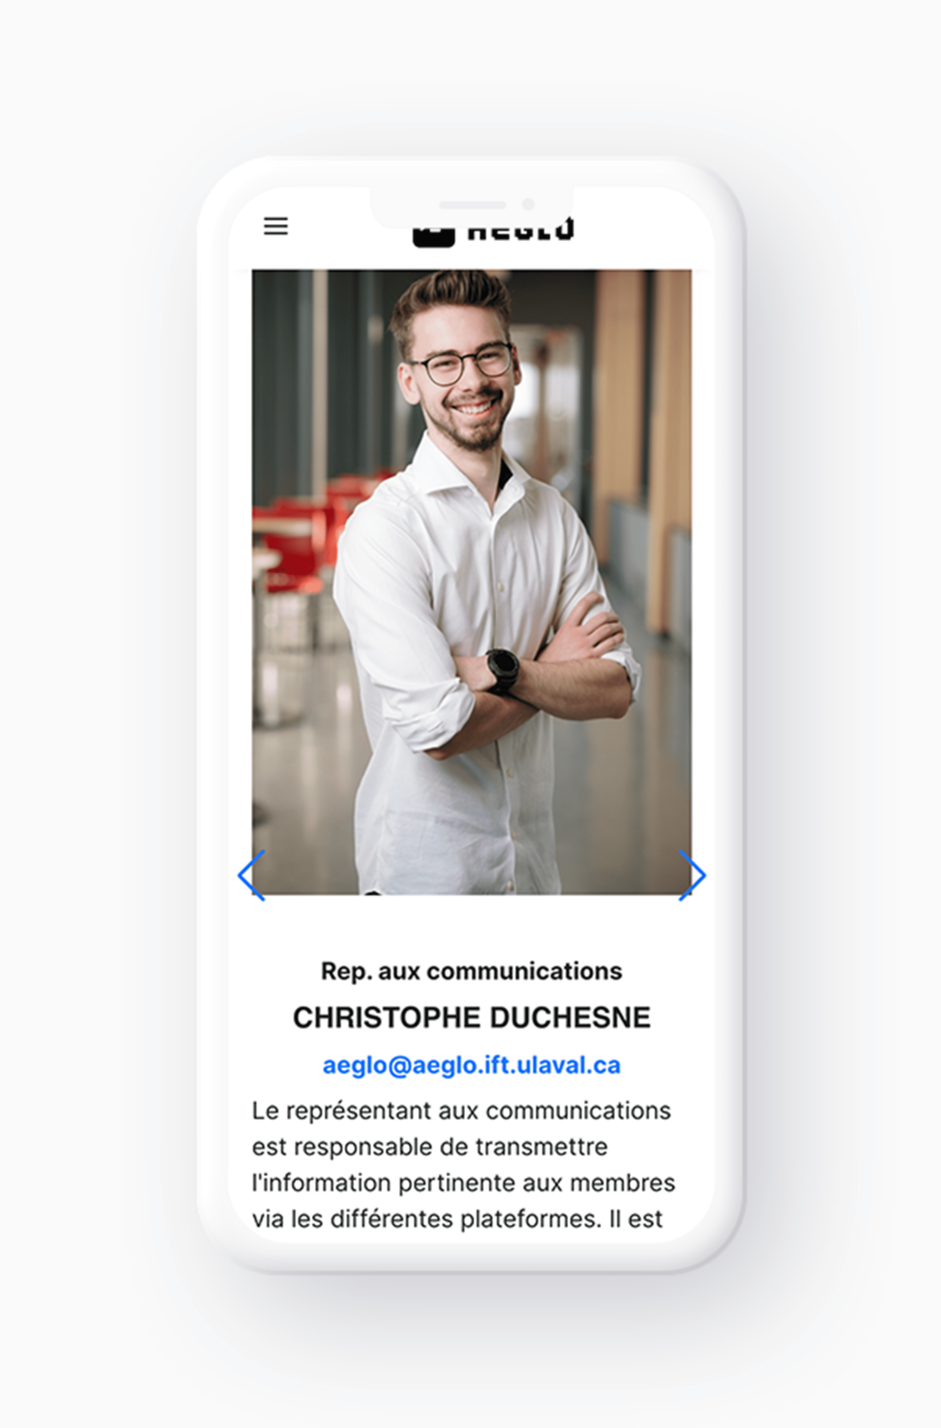 AEGLO
Rep. aux communications
CHRISTOPHE DUCHESNE
aeglo@aeglo.ift.ulaval.ca
Le représentant aux communications
est responsable de transmettre
l'information pertinente aux membres
via les différentes plateformes. Il est